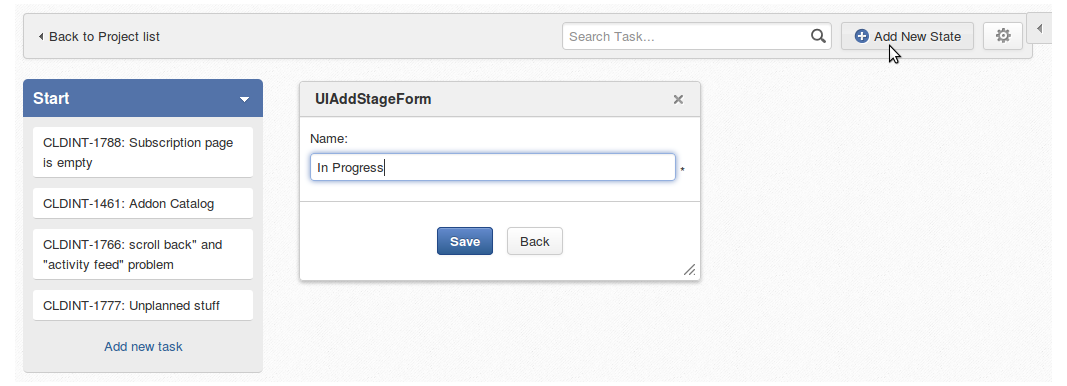 Back to Project list
Search Task...
Add New State
Start
CLDINT-1788: Subscription page
is empty
CLDINT-1461: Addon Catalog
CLDINT-1766: scroll back" and
"activity feed" problem
CLDINT-1777: Unplanned stuff
Add new task
UIAddStageForm
Name:
In Progress
*
Save
Back